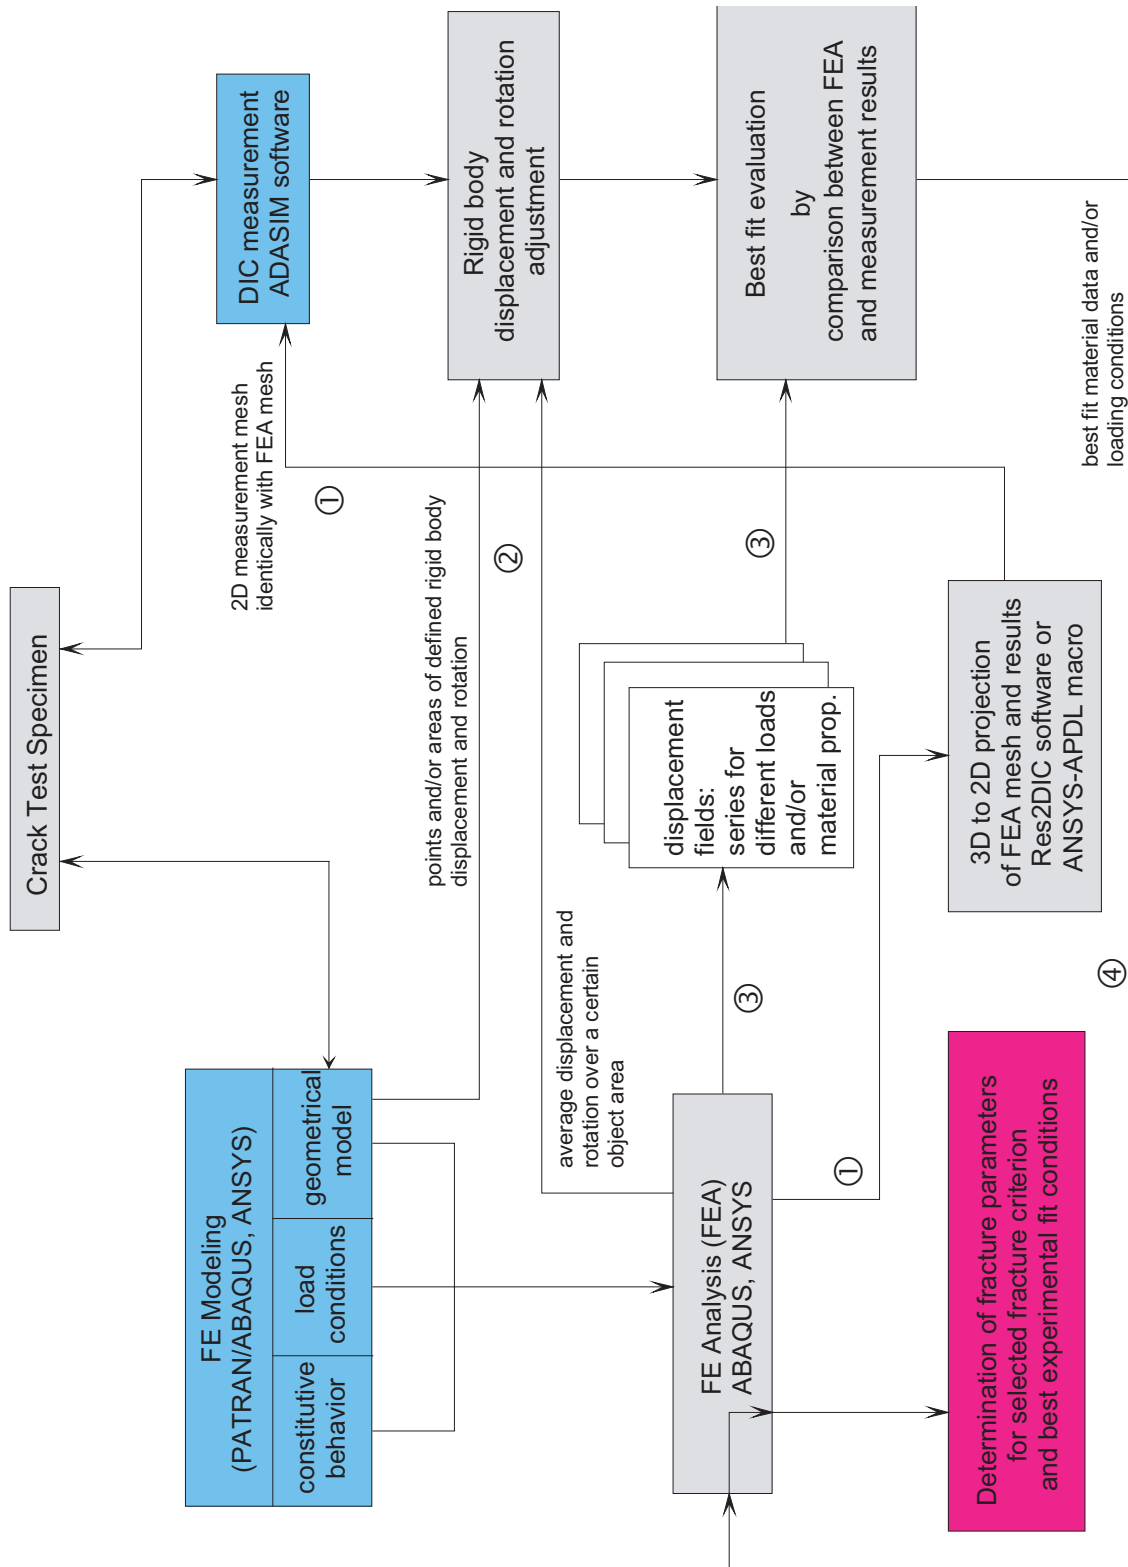 Crack Test Specimen
FE Modeling
(PATRAN/ABAQUS, ANSYS)
constitutive
behavior
load
conditions
geometrical
model
DIC measurement
ADASIM software
2D measurement mesh
identically with FEA mesh
①
points and/or areas of defined rigid body
displacement and rotation
②
Rigid body
displacement and rotation
adjustment
average displacement and
rotation over a certain
object area
FE Analysis (FEA)
ABAQUS, ANSYS
③
displacement
fields:
series for
different loads
and/or
material prop.
③
Best fit evaluation
by
comparison between FEA
and measurement results
①
3D to 2D projection
of FEA mesh and results
Res2DIC software or
ANSYS-APDL macro
Determination of fracture parameters
for selected fracture criterion
and best experimental fit conditions
④
best fit material data and/or
loading conditions